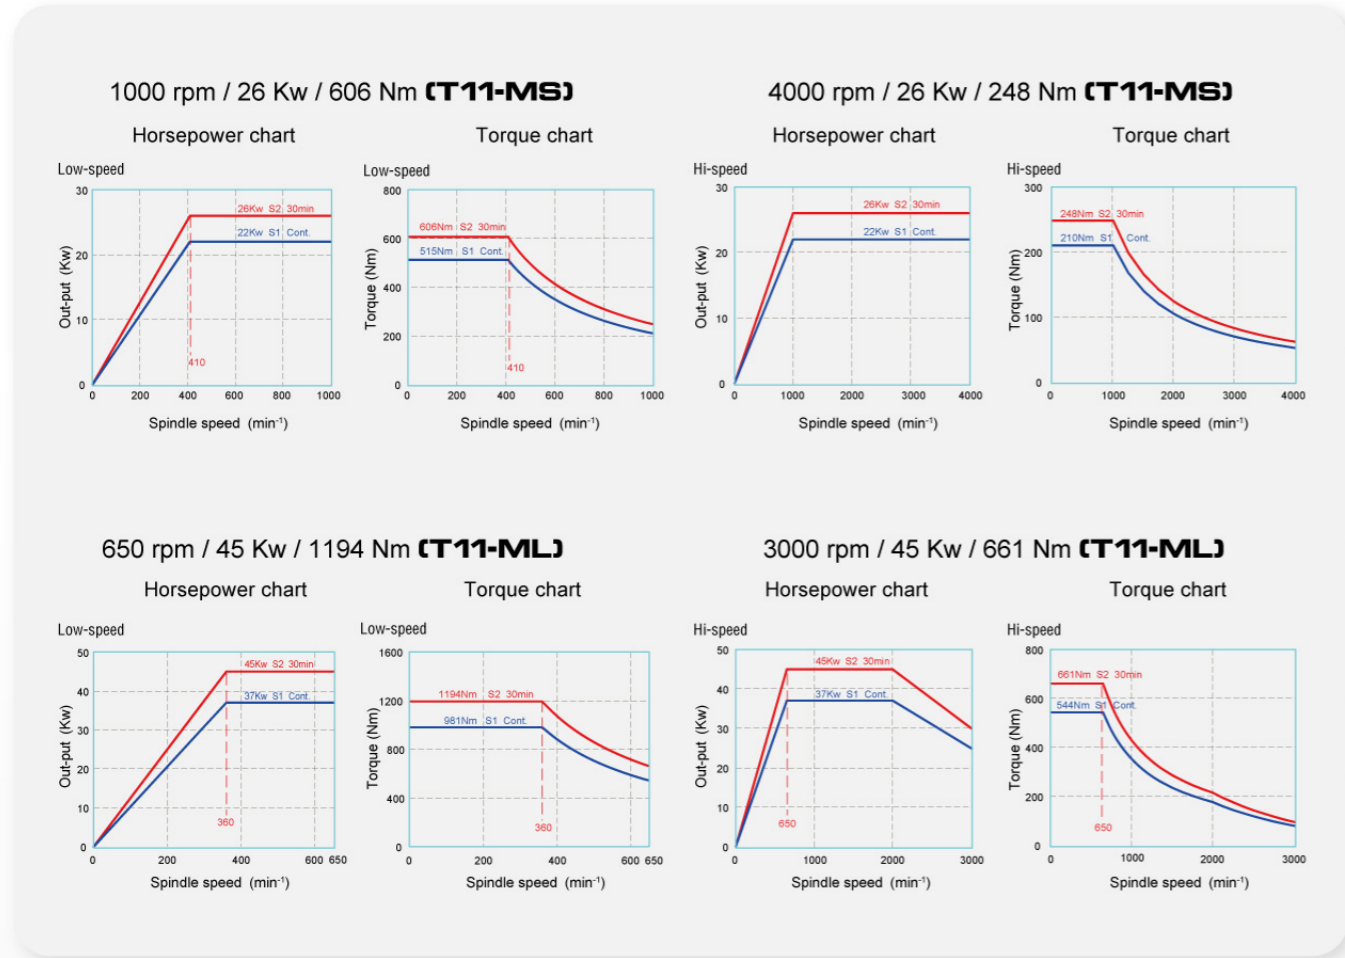 1000 rpm / 26 Kw / 606 Nm (T11-MS)
Horsepower chart
Torque chart
Low-speed
30
20
10
0
Out-put (Kw)
26Kw S2 30min
22Kw S1 Cont.
410
0 200 400 600 800 1000
Spindle speed (min⁻¹)
Low-speed
800
600
400
200
0
Torque (Nm)
606Nm S2 30min
515Nm S1 Cont.
410
0 200 400 600 800 1000
Spindle speed (min⁻¹)
4000 rpm / 26 Kw / 248 Nm (T11-MS)
Horsepower chart
Torque chart
Hi-speed
30
20
10
0
Out-put (Kw)
26Kw S2 30min
22Kw S1 Cont.
0 1000 2000 3000 4000
Spindle speed (min⁻¹)
Hi-speed
300
200
100
0
Torque (Nm)
248Nm S2 30min
210Nm S1 Cont.
0 1000 2000 3000 4000
Spindle speed (min⁻¹)
650 rpm / 45 Kw / 1194 Nm (T11-ML)
Horsepower chart
Torque chart
Low-speed
50
40
30
20
10
0
Out-put (Kw)
45Kw S2 30min
37Kw S1 Cont.
360
0 200 400 600 650
Spindle speed (min⁻¹)
Low-speed
1600
1200
800
400
0
Torque (Nm)
1194Nm S2 30min
981Nm S1 Cont.
360
0 200 400 600 650
Spindle speed (min⁻¹)
3000 rpm / 45 Kw / 661 Nm (T11-ML)
Horsepower chart
Torque chart
Hi-speed
50
40
30
20
10
0
Out-put (Kw)
45Kw S2 30min
37Kw S1 Cont.
650
0 1000 2000 3000
Spindle speed (min⁻¹)
Hi-speed
800
600
400
200
0
Torque (Nm)
661Nm S2 30min
544Nm S1 Cont.
650
0 1000 2000 3000
Spindle speed (min⁻¹)